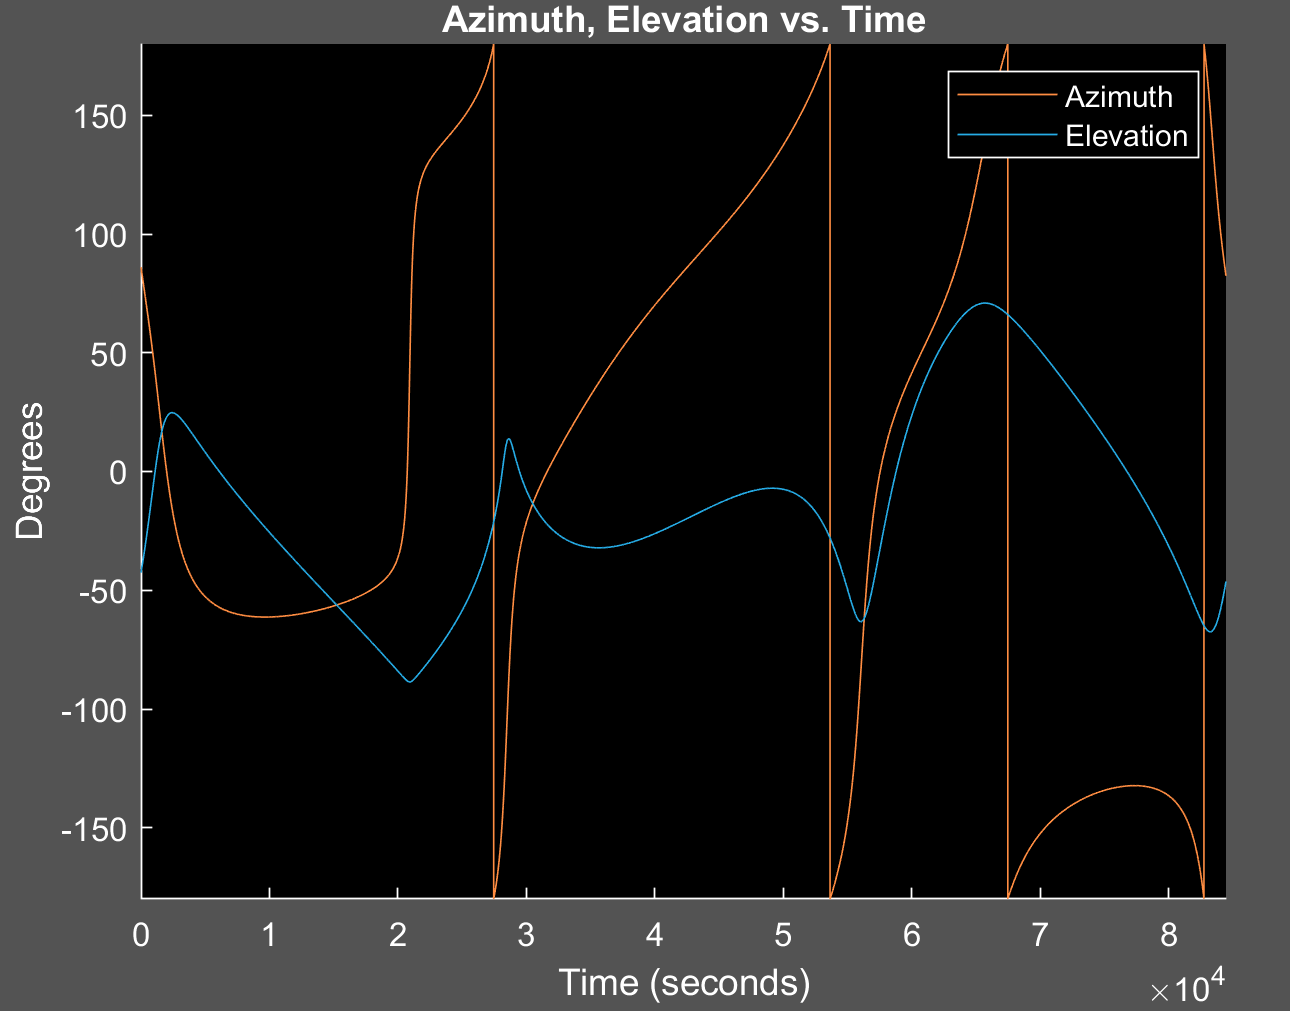 Azimuth, Elevation vs. Time
Azimuth
Elevation
150
100
50
0
-50
-100
-150
Degrees
0 1 2 3 4 5 6 7 8
Time (seconds)
×10⁴